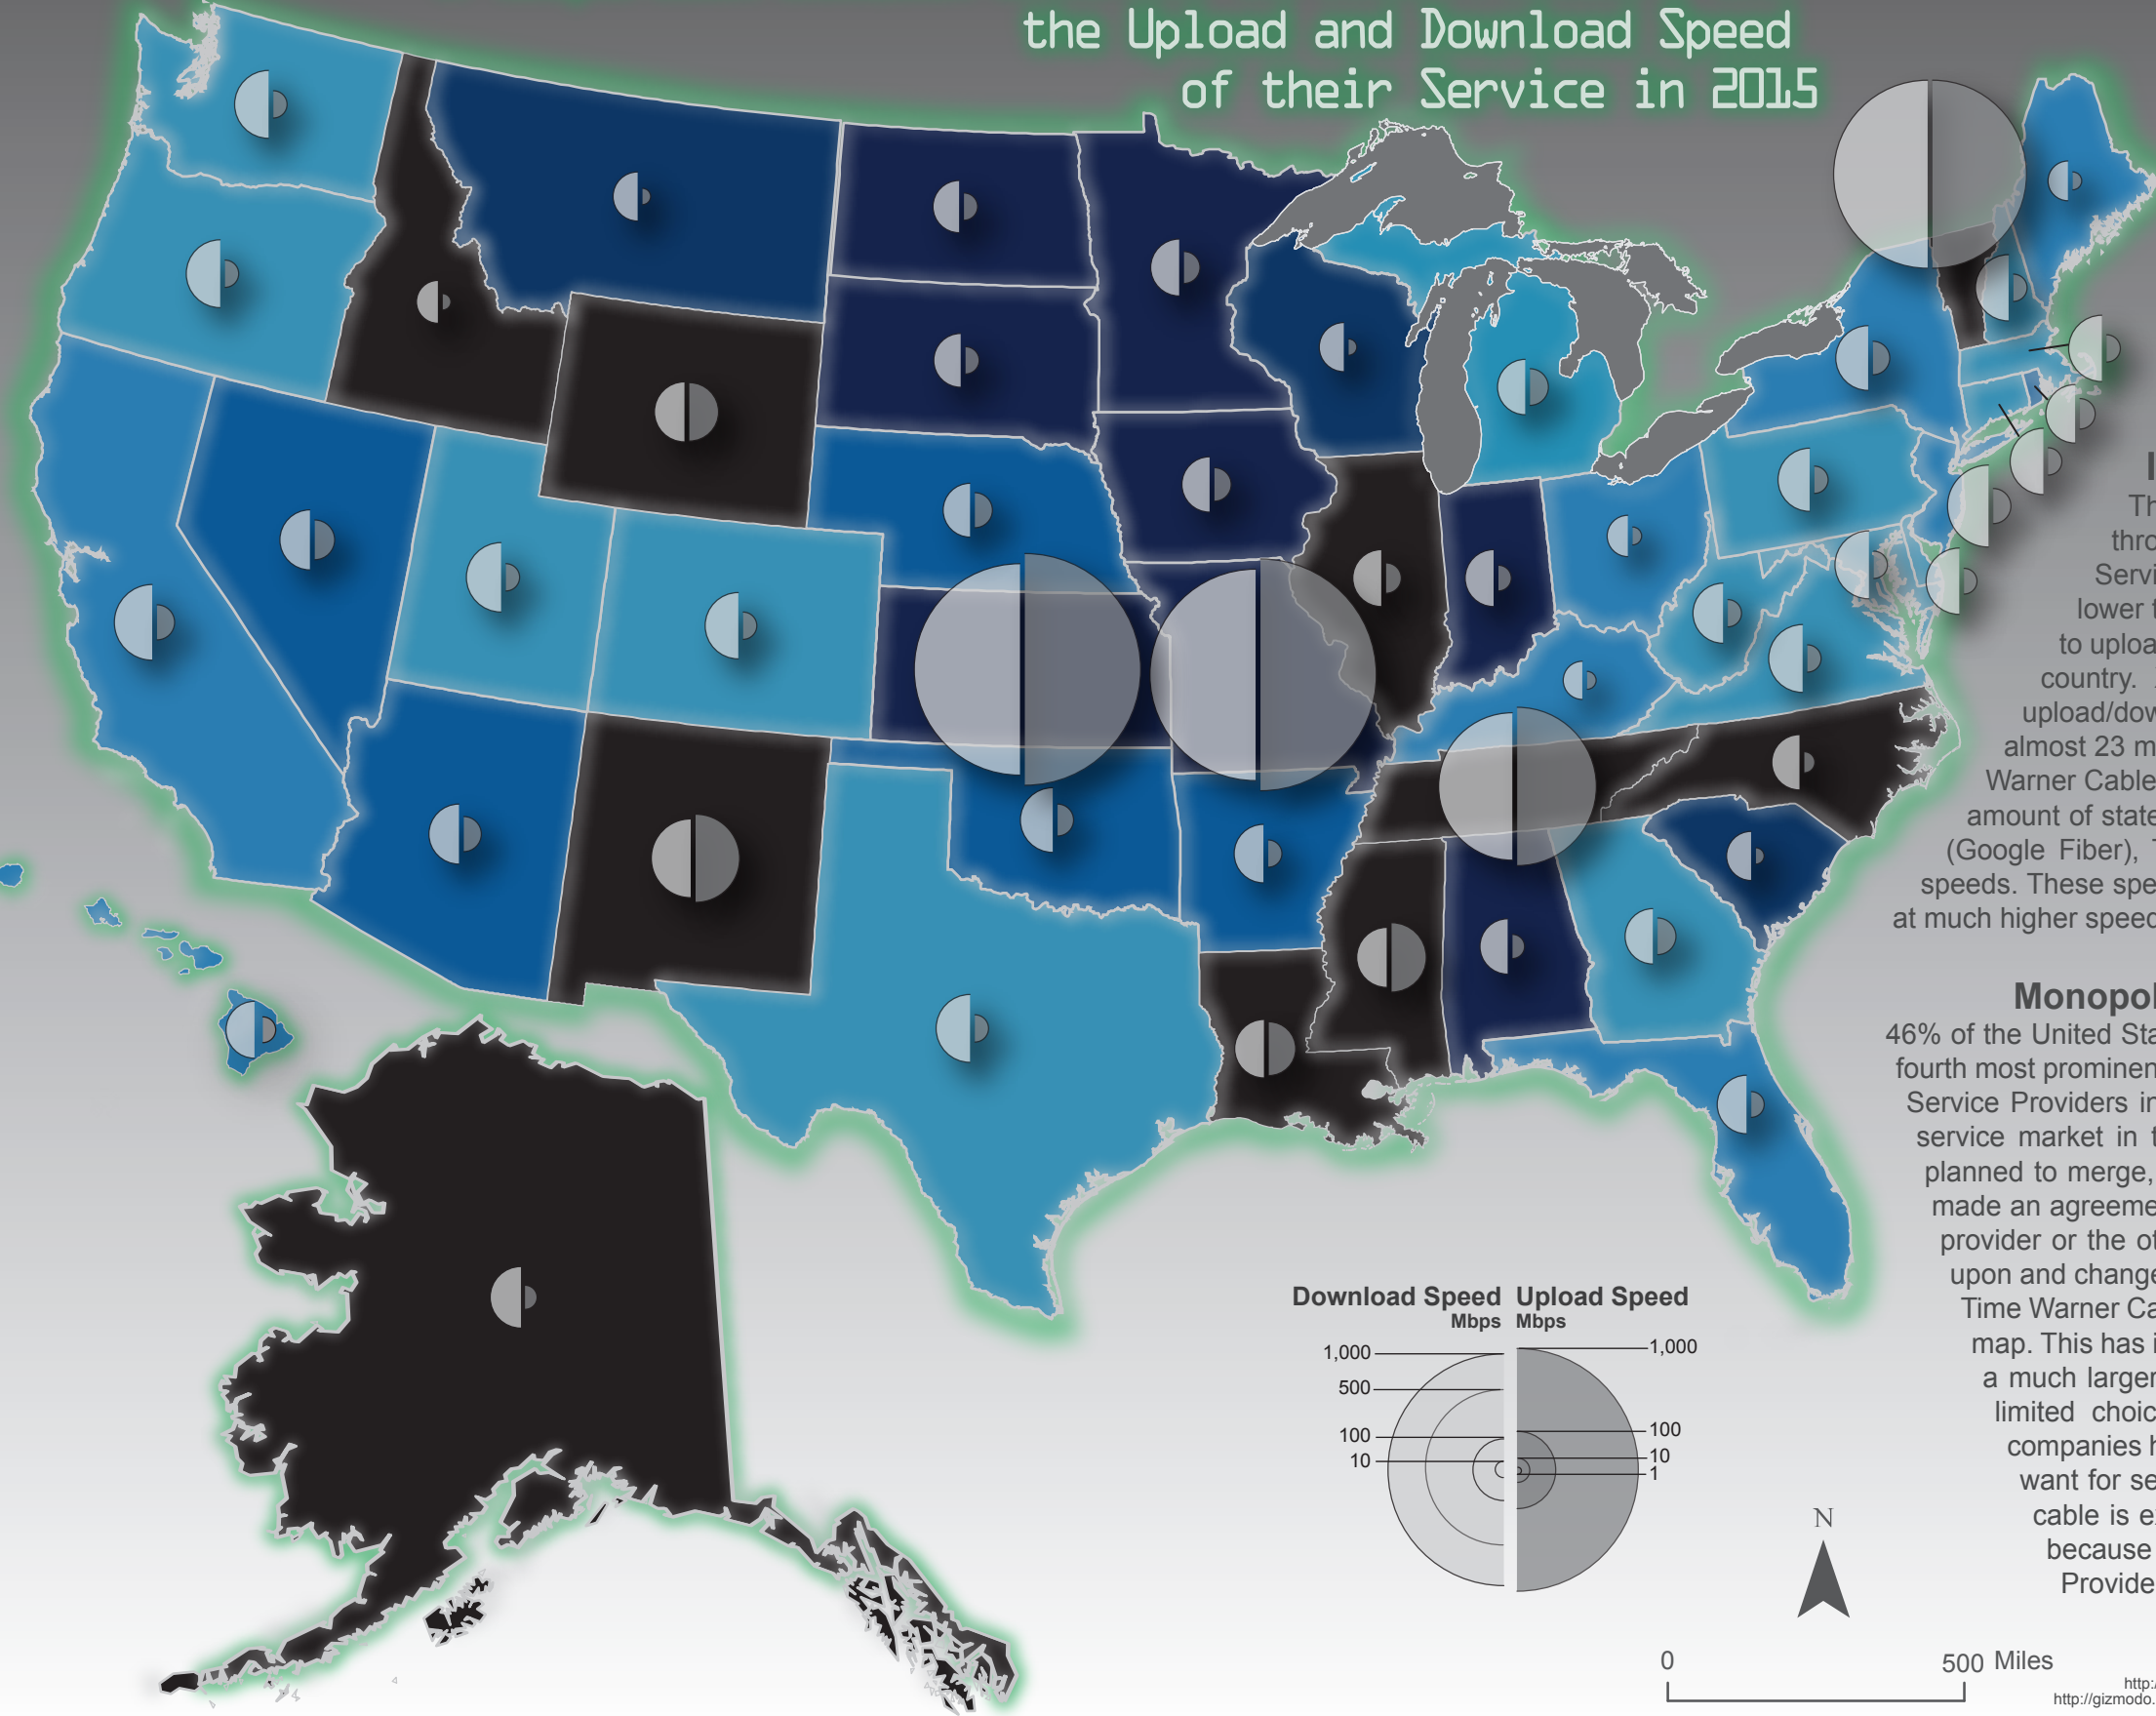 the Upload and Download Speed
of their Service in 2015
I
Th
thro
Servi
lower t
to uploa
country.
upload/dow
almost 23 m
Warner Cable
amount of state
(Google Fiber), T
speeds. These spe
at much higher speed
Monopol
46% of the United Sta
fourth most prominen
Service Providers in
service market in t
planned to merge,
made an agreeme
provider or the ot
upon and change
Time Warner Ca
map. This has i
a much larger
limited choic
companies h
want for se
cable is e
because
Provide
Download Speed Upload Speed
Mbps Mbps
1,000 1,000
500
100 100
10 10
1
N
0 500 Miles
http:/
http://gizmodo.